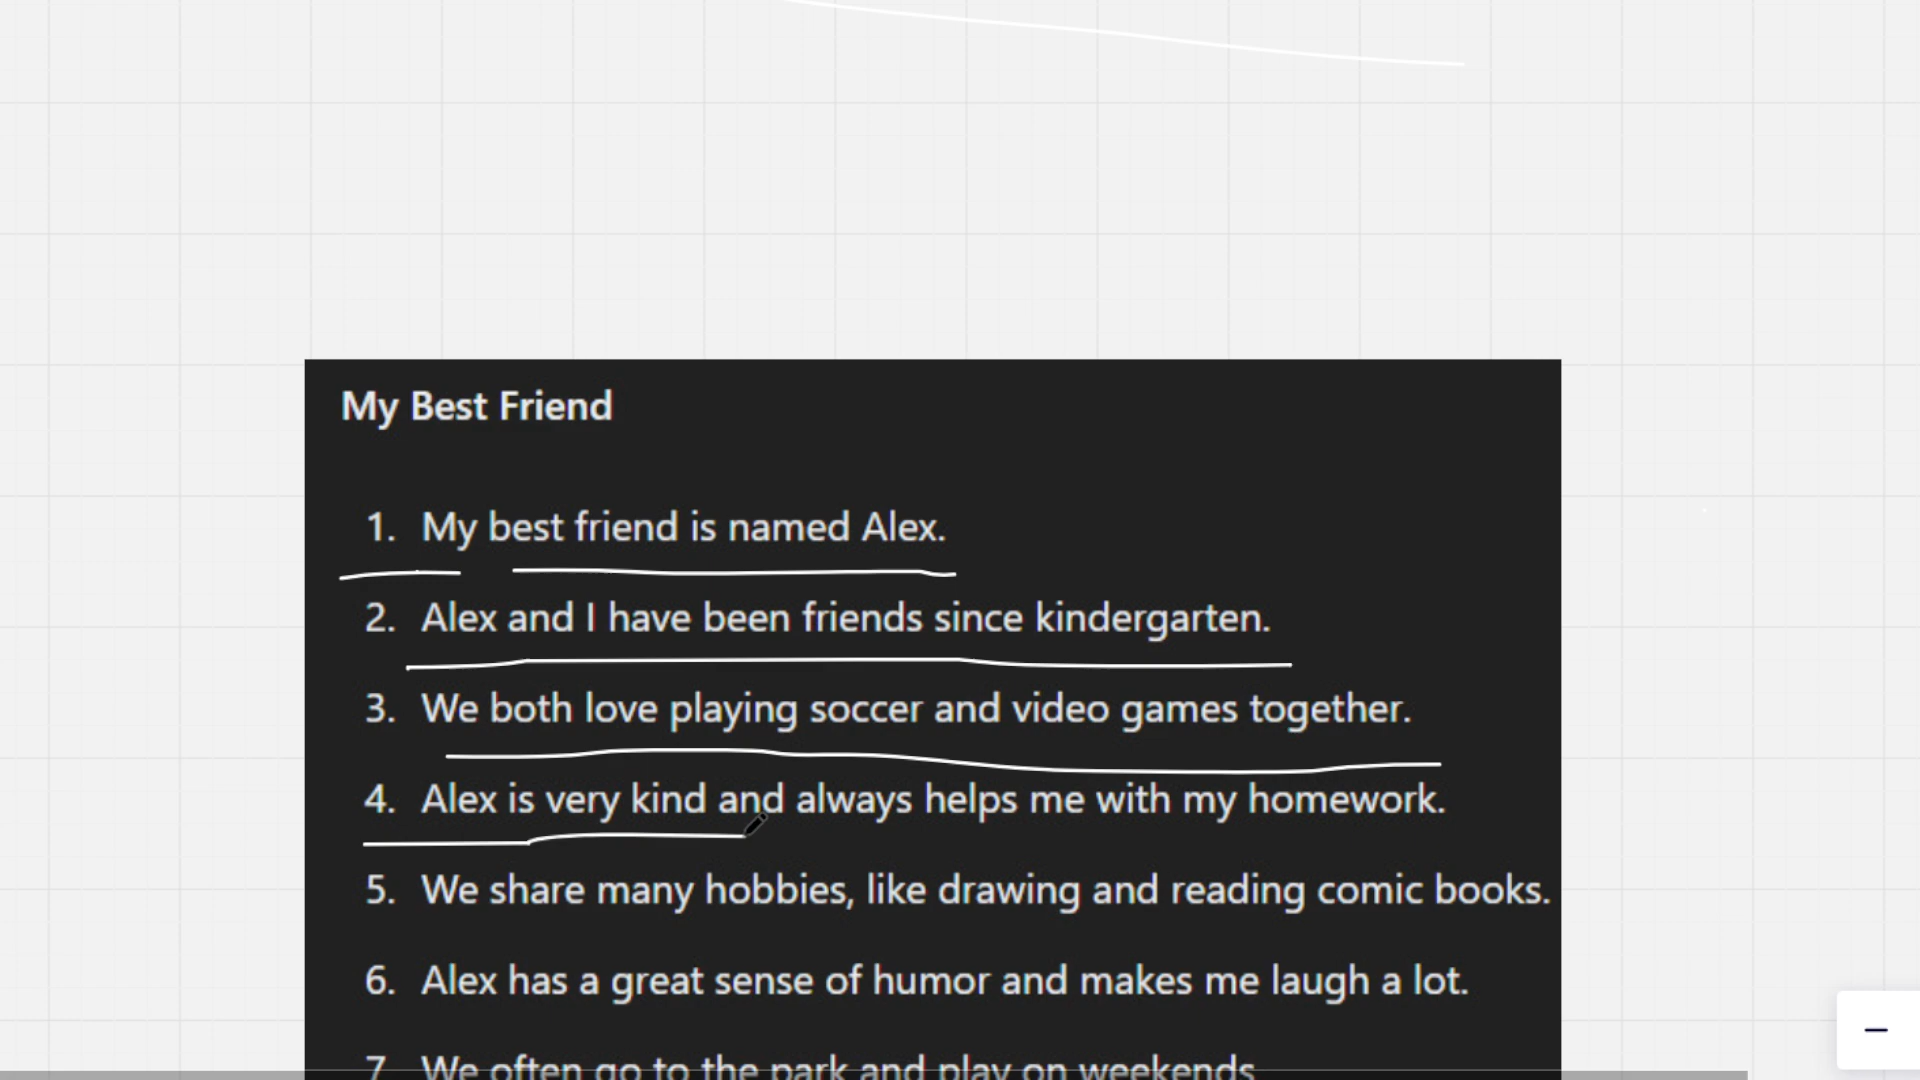 My Best Friend
1. My best friend is named Alex.
2. Alex and I have been friends since kindergarten.
3. We both love playing soccer and video games together.
4. Alex is very kind and always helps me with my homework.
5. We share many hobbies, like drawing and reading comic books.
6. Alex has a great sense of humor and makes me laugh a lot.
7. We often go to the park and play on weekends